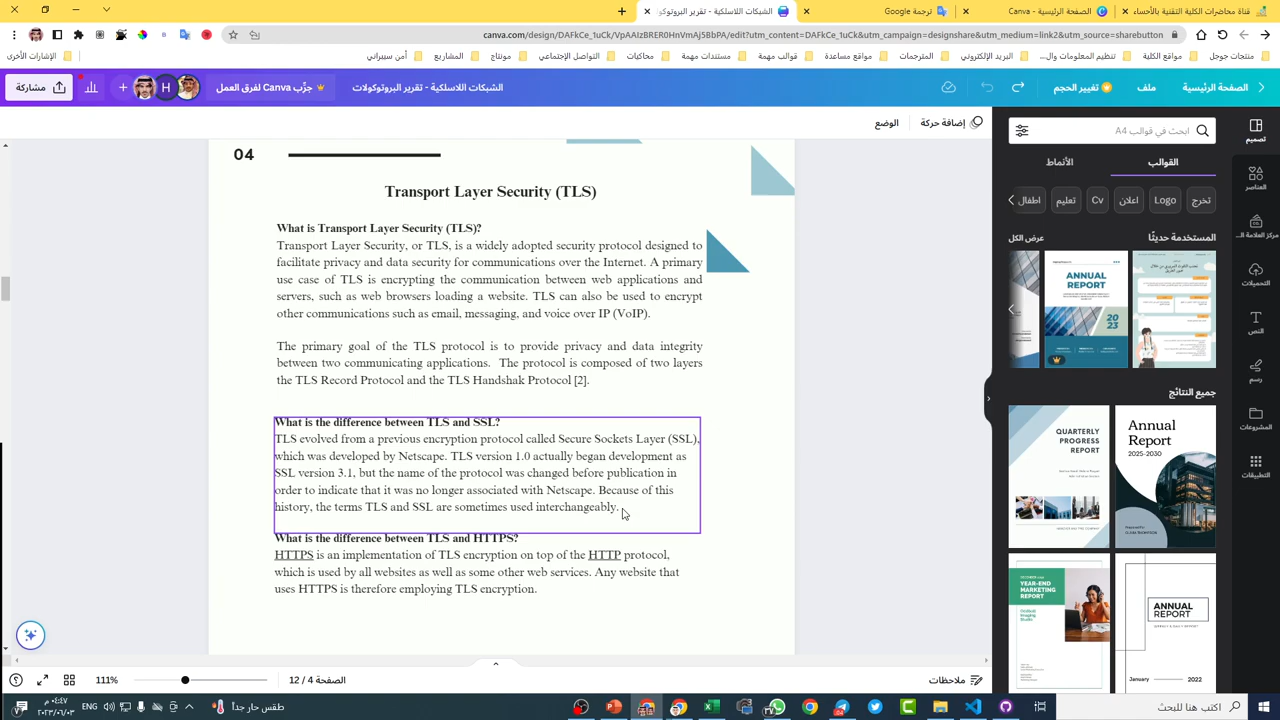 الشبكات اللاسلكية - تقرير البروتوكول
ترجمة Google
الصفحة الرئيسية - Canva
قناة محاضرات الكلية التقنية
canva.com/design/DAFkCe_1uCk/VpAAIzBRER0HnVmAj5BbPA/edit?utm_content=DAFkCe_1uCk&utm_campaign=designshare&utm_medium=link2&utm_source=sharebutton
منتجات جوجل
مواقع الكلية
تنظيم المعلومات وال...
البريد الإلكتروني
المترجمات
مواقع مساعدة
قوالب مهمة
مستندات مهمة
محاكيات
التواصل الإجتماعي
مونتاج
المشاريع
أمن سيبراني
الإشارات الأخرى
الصفحة الرئيسية
ملف
تغيير الحجم
الشبكات اللاسلكية - تقرير البروتوكولات
جرِّب Canva لفرق العمل
H
مشاركة
إضافة حركة
الوضع
04
Transport Layer Security (TLS)
What is Transport Layer Security (TLS)?
Transport Layer Security, or TLS, is a widely adopted security protocol designed to
facilitate privacy and data security for communications over the Internet. A primary
use case of TLS is encrypting the communication between web applications and
servers, such as web browsers loading a website. TLS can also be used to encrypt
other communications such as email, messaging, and voice over IP (VoIP).
The primary goal of the TLS protocol is to provide privacy and data integrity
between two communicating applications. The protocol is composed of two layers
the TLS Record Protocol and the TLS Handshak Protocol [2].
What is the difference between TLS and SSL?
TLS evolved from a previous encryption protocol called Secure Sockets Layer (SSL),
which was developed by Netscape. TLS version 1.0 actually began development as
SSL version 3.1, but the name of the protocol was changed before publication in
order to indicate that it was no longer associated with Netscape. Because of this
history, the terms TLS and SSL are sometimes used interchangeably.
What is the difference between TLS and HTTPS?
HTTPS is an implementation of TLS encryption on top of the HTTP protocol,
which is used by all websites as well as some other web services. Any website that
uses HTTPS is therefore employing TLS encryption.
ابحث في قوالب A4
القوالب
الأنماط
تخرج
اعلان
Logo
Cv
تعليم
اطفال
المستخدمة حديثًا
عرض الكل
ANNUAL
REPORT
20
23
جميع النتائج
QUARTERLY
PROGRESS
REPORT
Annual
Report
2025-2030
YEAR-END
MARKETING
REPORT
ANNUAL
REPORT
January
2022
تصميم
العناصر
مركز العلامة الـ...
التحميلات
النص
رسم
المشروعات
التطبيقات
111%
الصفحة 4 / 12
ملاحظات
ENG
طقس حار جداً
اكتب هنا للبحث